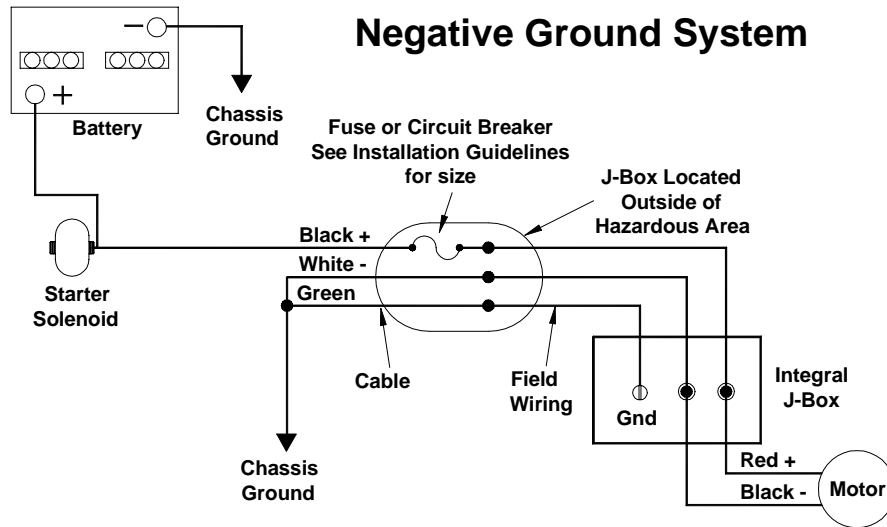 Negative Ground System
−
+
Battery
Chassis
Ground
Fuse or Circuit Breaker
See Installation Guidelines
for size
J-Box Located
Outside of
Hazardous Area
Black +
White -
Green
Starter
Solenoid
Cable
Field
Wiring
Gnd
Integral
J-Box
Chassis
Ground
Red +
Black -
Motor